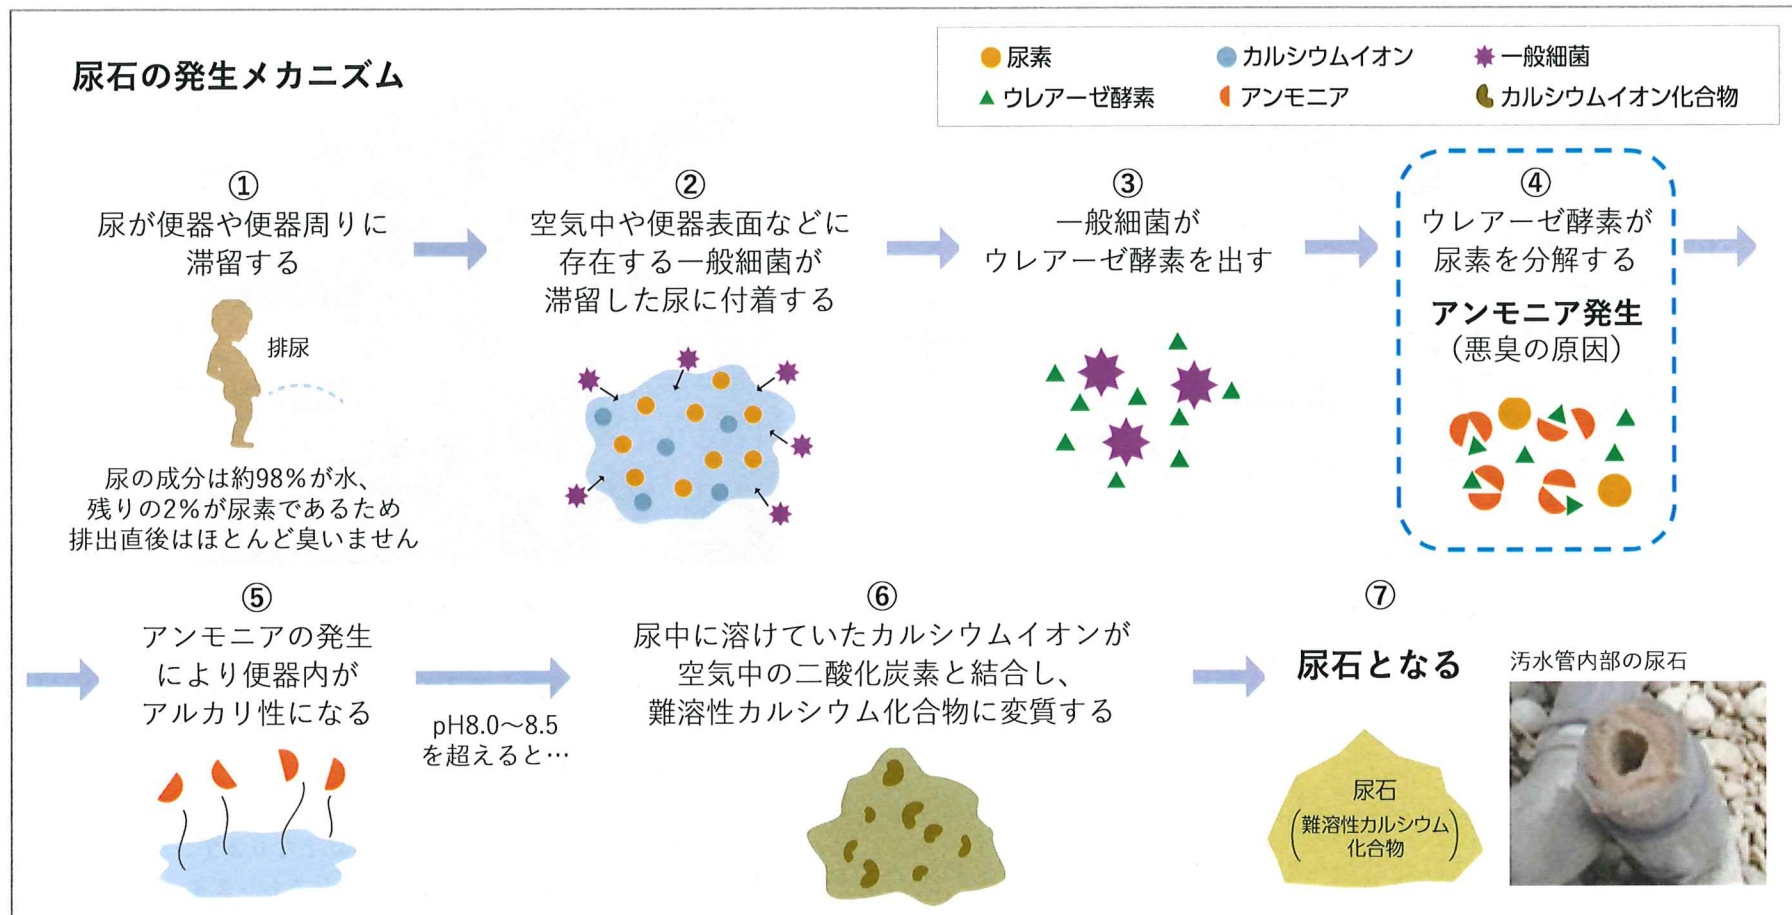 尿石の発生メカニズム
尿素
カルシウムイオン
一般細菌
ウレアーゼ酵素
アンモニア
カルシウムイオン化合物
①
尿が便器や便器周りに
滞留する
排尿
尿の成分は約98%が水、
残りの2%が尿素であるため
排出直後はほとんど臭いません
②
空気中や便器表面などに
存在する一般細菌が
滞留した尿に付着する
③
一般細菌が
ウレアーゼ酵素を出す
④
ウレアーゼ酵素が
尿素を分解する
アンモニア発生
（悪臭の原因）
⑤
アンモニアの発生
により便器内が
アルカリ性になる
pH8.0～8.5
を超えると…
⑥
尿中に溶けていたカルシウムイオンが
空気中の二酸化炭素と結合し、
難溶性カルシウム化合物に変質する
⑦
尿石となる
尿石
（難溶性カルシウム
化合物）
汚水管内部の尿石